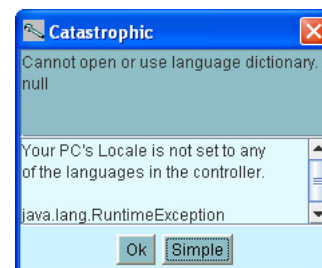 Catastrophic
Cannot open or use language dictionary.
null
Your PC's Locale is not set to any
of the languages in the controller.
java.lang.RuntimeException
Ok
Simple